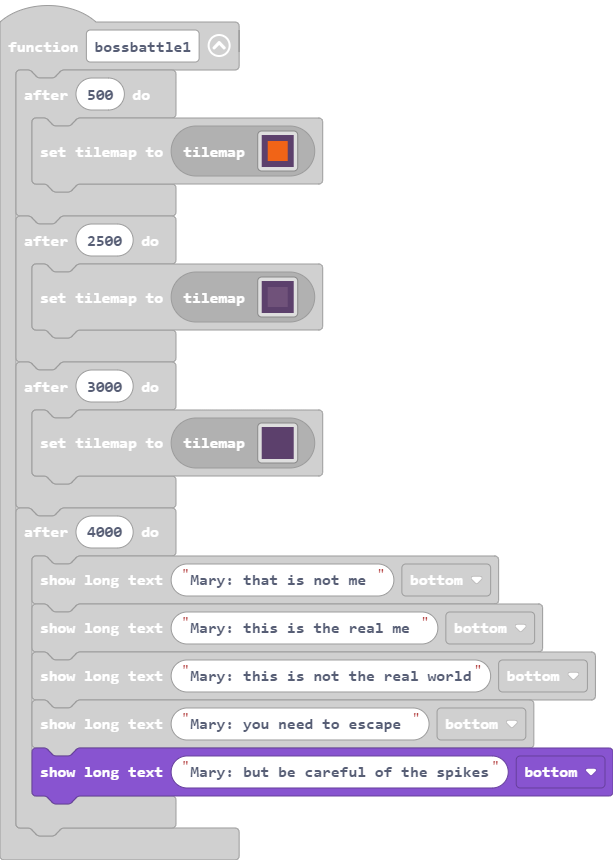 function bossbattle1
after 500 do
set tilemap to tilemap
after 2500 do
set tilemap to tilemap
after 3000 do
set tilemap to tilemap
after 4000 do
show long text "Mary: that is not me " bottom
show long text "Mary: this is the real me " bottom
show long text "Mary: this is not the real world" bottom
show long text "Mary: you need to escape " bottom
show long text "Mary: but be careful of the spikes" bottom